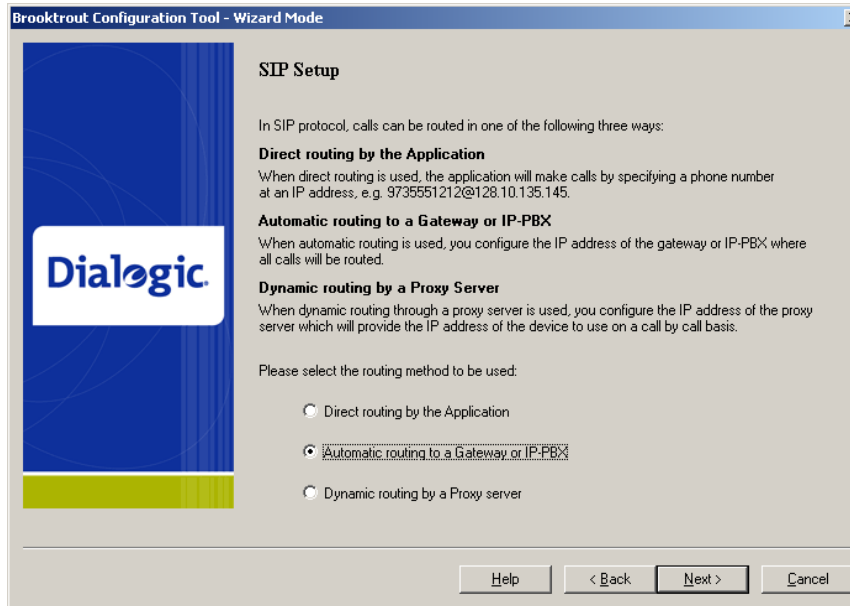 Brooktrout Configuration Tool - Wizard Mode
SIP Setup
In SIP protocol, calls can be routed in one of the following three ways:
Direct routing by the Application
When direct routing is used, the application will make calls by specifying a phone number
at an IP address, e.g. 9735551212@128.10.135.145.
Automatic routing to a Gateway or IP-PBX
When automatic routing is used, you configure the IP address of the gateway or IP-PBX where
all calls will be routed.
Dynamic routing by a Proxy Server
When dynamic routing through a proxy server is used, you configure the IP address of the proxy
server which will provide the IP address of the device to use on a call by call basis.
Dialogic.
Please select the routing method to be used:
Direct routing by the Application
Automatic routing to a Gateway or IP-PBX
Dynamic routing by a Proxy server
Help
< Back
Next >
Cancel